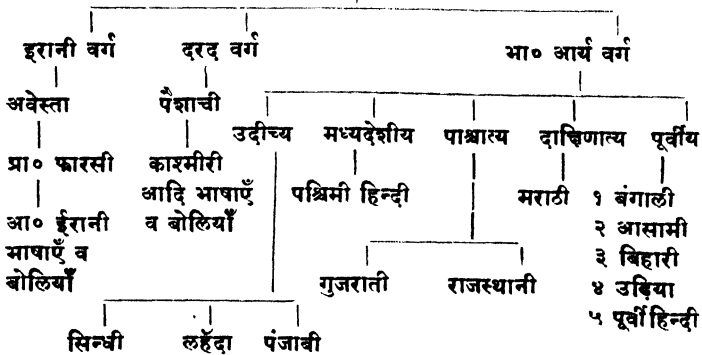 इरानी वर्ग
दरद वर्ग
भा० आर्य वर्ग
अवेस्ता
पैशाची
उदीच्य
मध्यदेशीय
पाश्चात्य
दाक्षिणात्य
पूर्वीय
प्रा० फारसी
काश्मीरी
आदि भाषाएँ
व बोलियाँ
पश्चिमी हिन्दी
मराठी
१ बंगाली
२ आसामी
३ बिहारी
४ उड़िया
५ पूर्वी हिन्दी
आ० ईरानी
भाषाएँ व
बोलियाँ
गुजराती
राजस्थानी
सिन्धी
लहँदा
पंजाबी